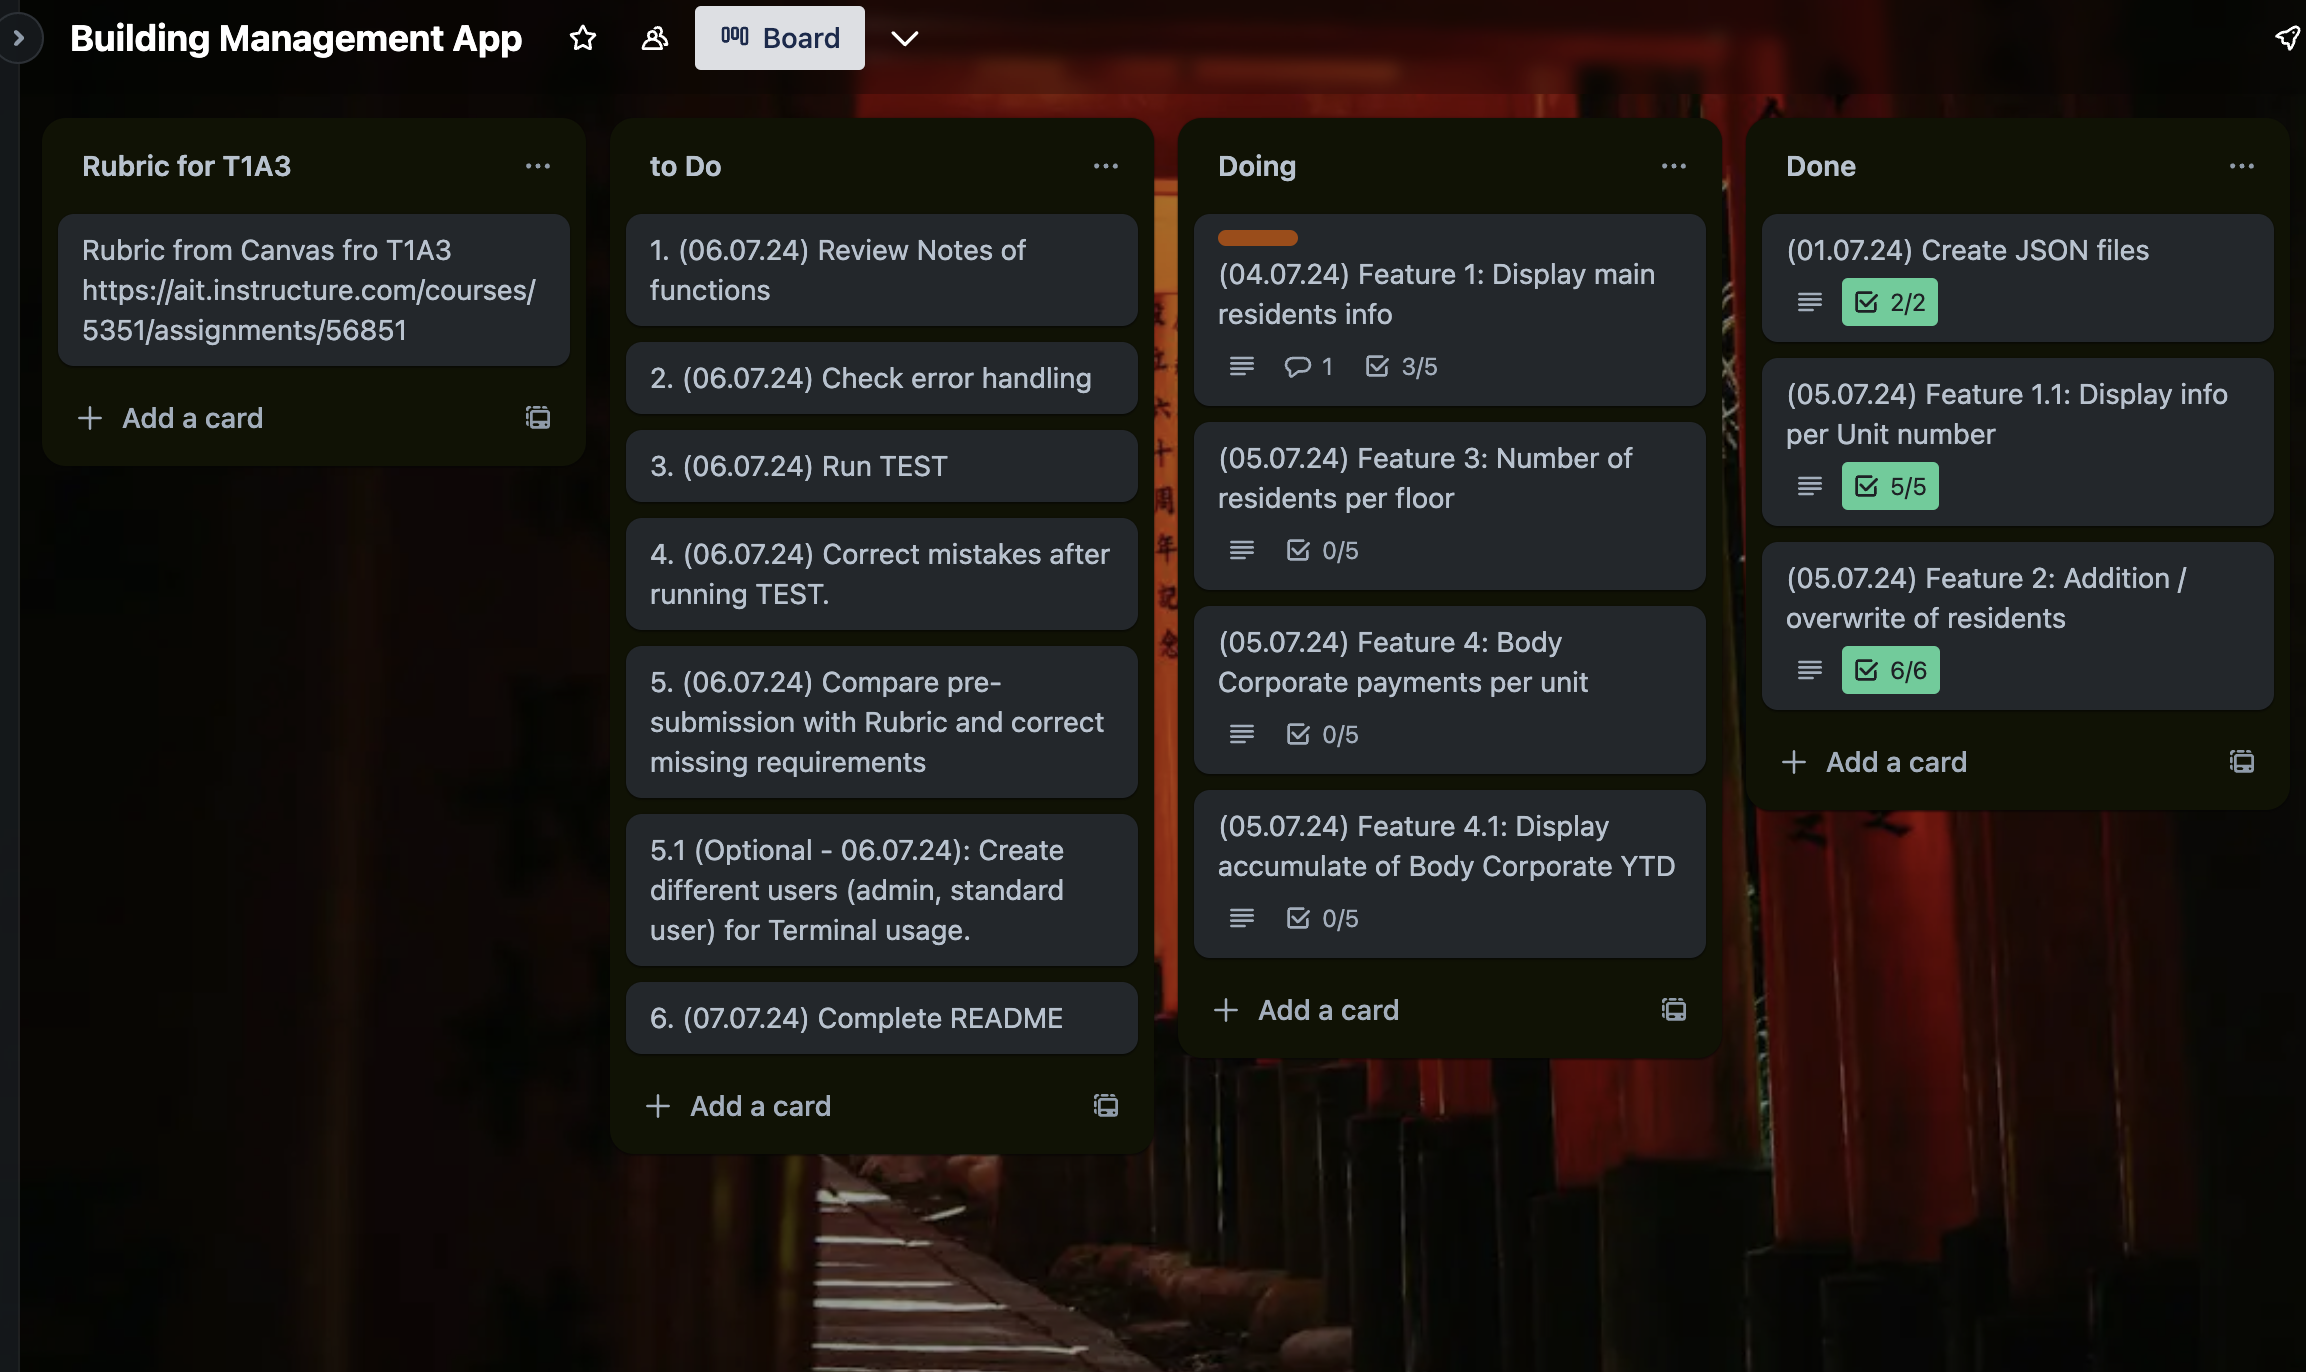 Building Management App
Board
Rubric for T1A3
Rubric from Canvas fro T1A3
https://ait.instructure.com/courses/
5351/assignments/56851
Add a card
to Do
1. (06.07.24) Review Notes of
functions
2. (06.07.24) Check error handling
3. (06.07.24) Run TEST
4. (06.07.24) Correct mistakes after
running TEST.
5. (06.07.24) Compare pre-
submission with Rubric and correct
missing requirements
5.1 (Optional - 06.07.24): Create
different users (admin, standard
user) for Terminal usage.
6. (07.07.24) Complete README
Add a card
Doing
(04.07.24) Feature 1: Display main
residents info
1 3/5
(05.07.24) Feature 3: Number of
residents per floor
0/5
(05.07.24) Feature 4: Body
Corporate payments per unit
0/5
(05.07.24) Feature 4.1: Display
accumulate of Body Corporate YTD
0/5
Add a card
Done
(01.07.24) Create JSON files
2/2
(05.07.24) Feature 1.1: Display info
per Unit number
5/5
(05.07.24) Feature 2: Addition /
overwrite of residents
6/6
Add a card